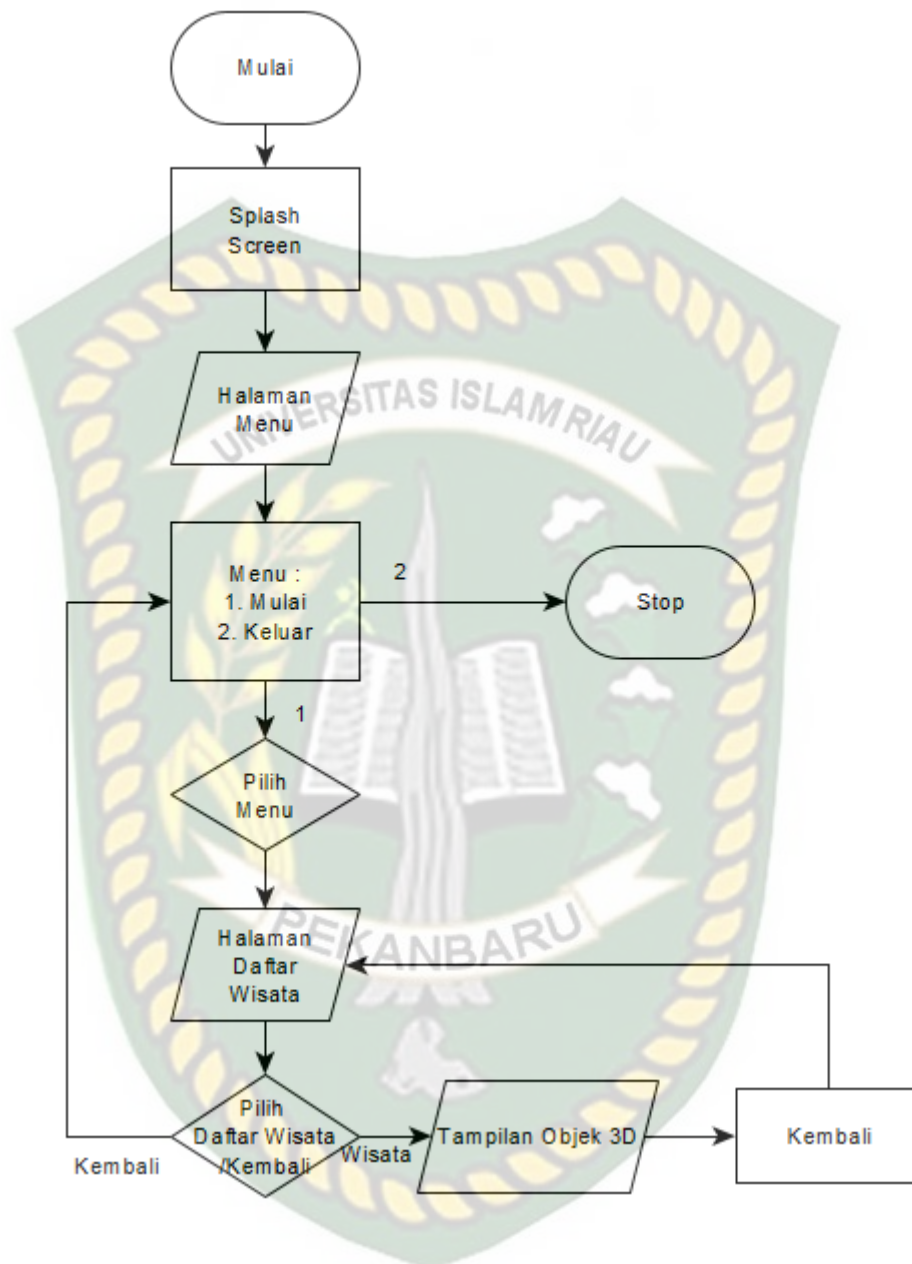 Mulai
Splash
Screen
Halaman
Menu
UNIVERSITAS ISLAM RIAU
Menu :
1. Mulai
2. Keluar
2
Stop
1
Pilih
Menu
Halaman
Daftar
Wisata
PEKANBARU
Pilih
Daftar Wisata
/Kembali
Kembali
Wisata
Tampilan Objek 3D
Kembali